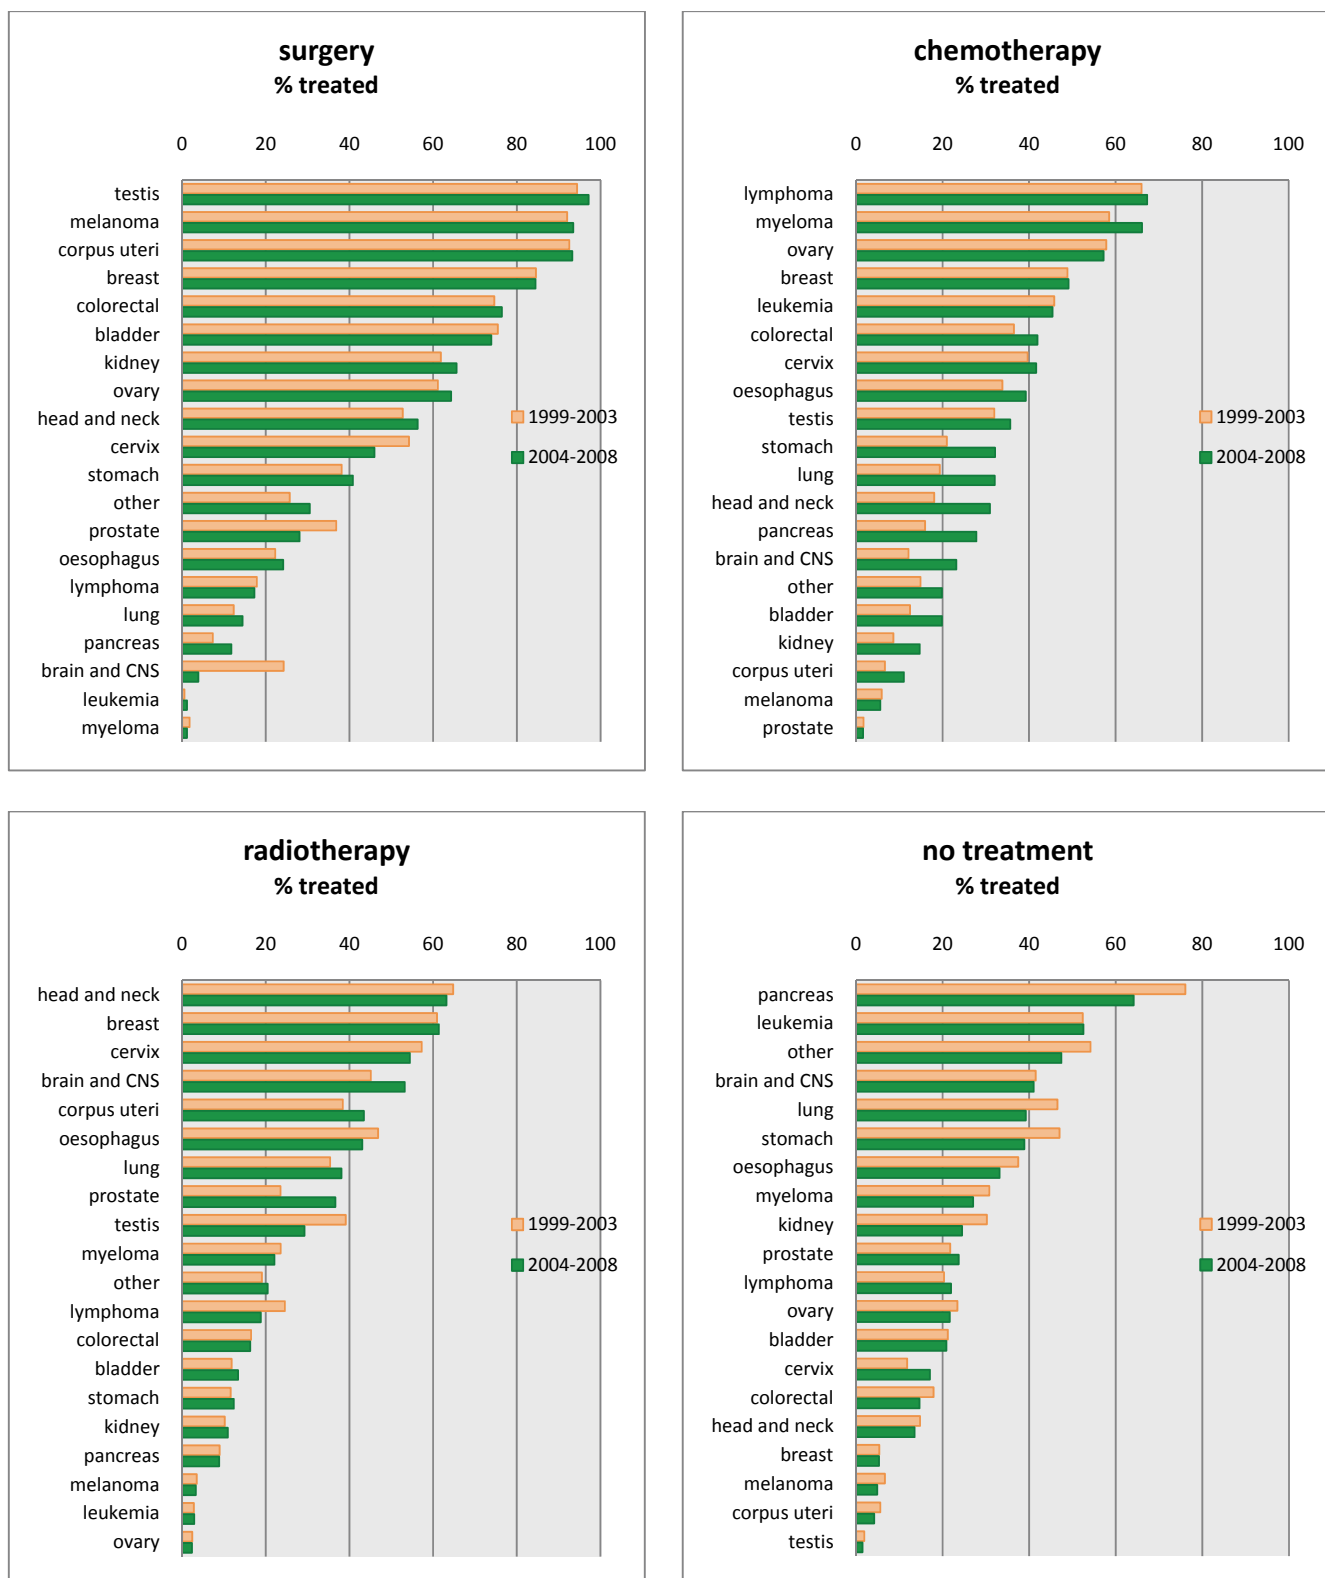 surgery
% treated
0 20 40 60 80 100
testis
melanoma
corpus uteri
breast
colorectal
bladder
kidney
ovary
head and neck
cervix
stomach
other
prostate
oesophagus
lymphoma
lung
pancreas
brain and CNS
leukemia
myeloma
1999-2003
2004-2008
chemotherapy
% treated
0 20 40 60 80 100
lymphoma
myeloma
ovary
breast
leukemia
colorectal
cervix
oesophagus
testis
stomach
lung
head and neck
pancreas
brain and CNS
other
bladder
kidney
corpus uteri
melanoma
prostate
1999-2003
2004-2008
radiotherapy
% treated
0 20 40 60 80 100
head and neck
breast
cervix
brain and CNS
corpus uteri
oesophagus
lung
prostate
testis
myeloma
other
lymphoma
colorectal
bladder
stomach
kidney
pancreas
melanoma
leukemia
ovary
1999-2003
2004-2008
no treatment
% treated
0 20 40 60 80 100
pancreas
leukemia
other
brain and CNS
lung
stomach
oesophagus
myeloma
kidney
prostate
lymphoma
ovary
bladder
cervix
colorectal
head and neck
breast
melanoma
corpus uteri
testis
1999-2003
2004-2008